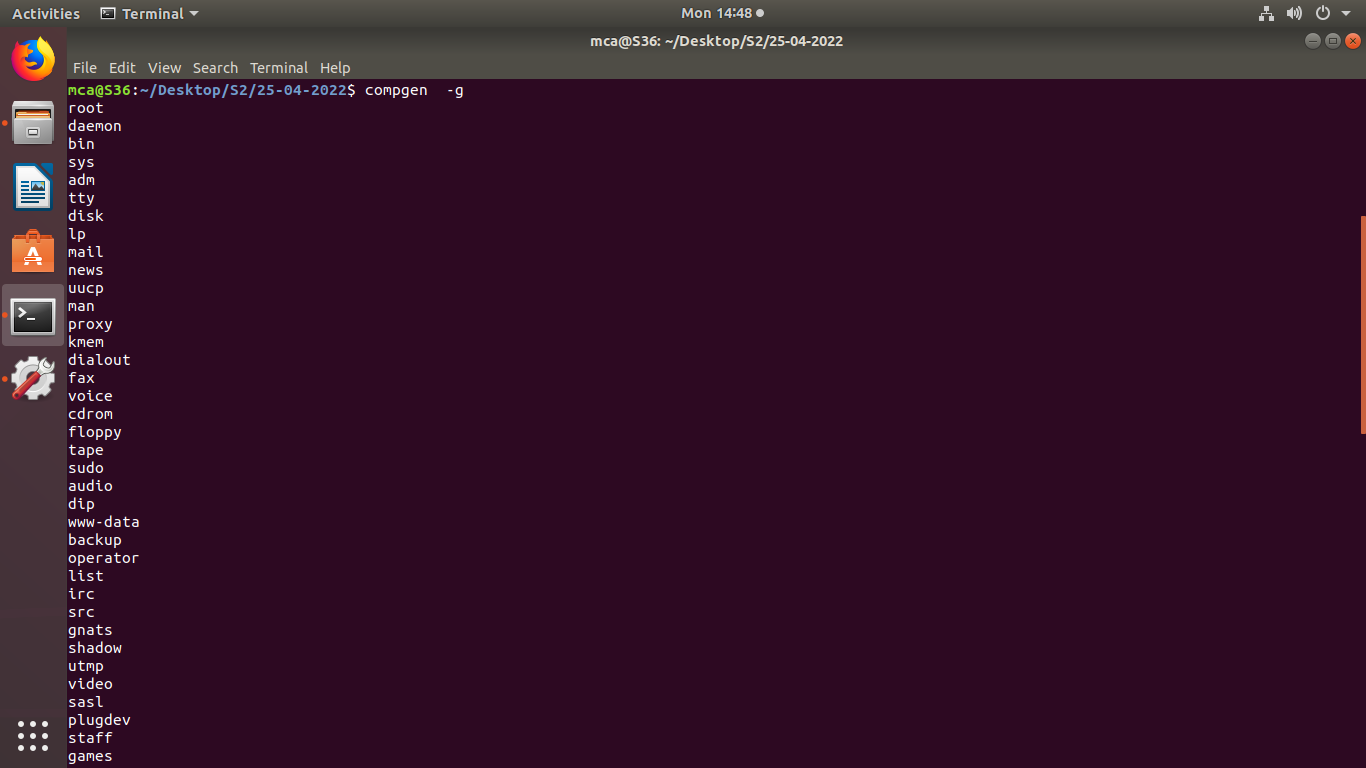 Activities Terminal Mon 14:48
mca@S36: ~/Desktop/S2/25-04-2022
File Edit View Search Terminal Help
mca@S36:~/Desktop/S2/25-04-2022$ compgen  -g
root
daemon
bin
sys
adm
tty
disk
lp
mail
news
uucp
man
proxy
kmem
dialout
fax
voice
cdrom
floppy
tape
sudo
audio
dip
www-data
backup
operator
list
irc
src
gnats
shadow
utmp
video
sasl
plugdev
staff
games